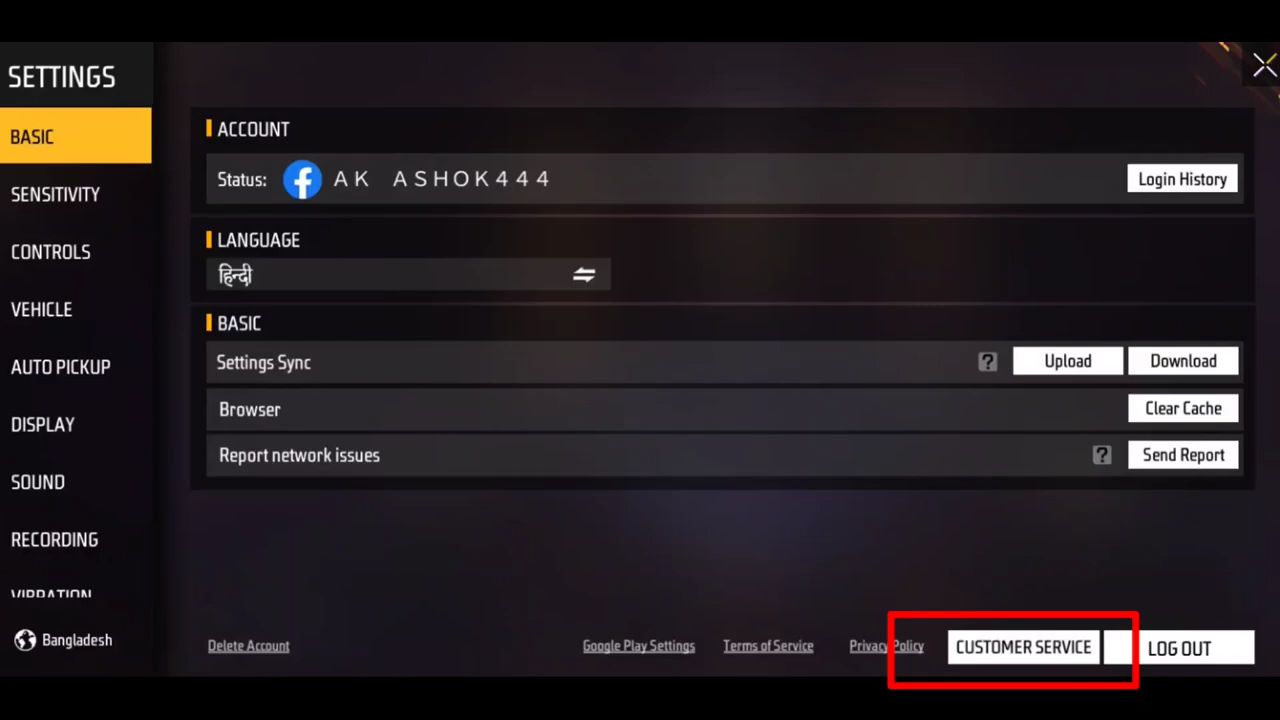 SETTINGS
BASIC
SENSITIVITY
CONTROLS
VEHICLE
AUTO PICKUP
DISPLAY
SOUND
RECORDING
VIBRATION
Bangladesh
ACCOUNT
Status: AK ASHOK444 Login History
LANGUAGE
हिन्दी
BASIC
Settings Sync ? Upload Download
Browser Clear Cache
Report network issues ? Send Report
Delete Account Google Play Settings Terms of Service Privacy Policy CUSTOMER SERVICE LOG OUT